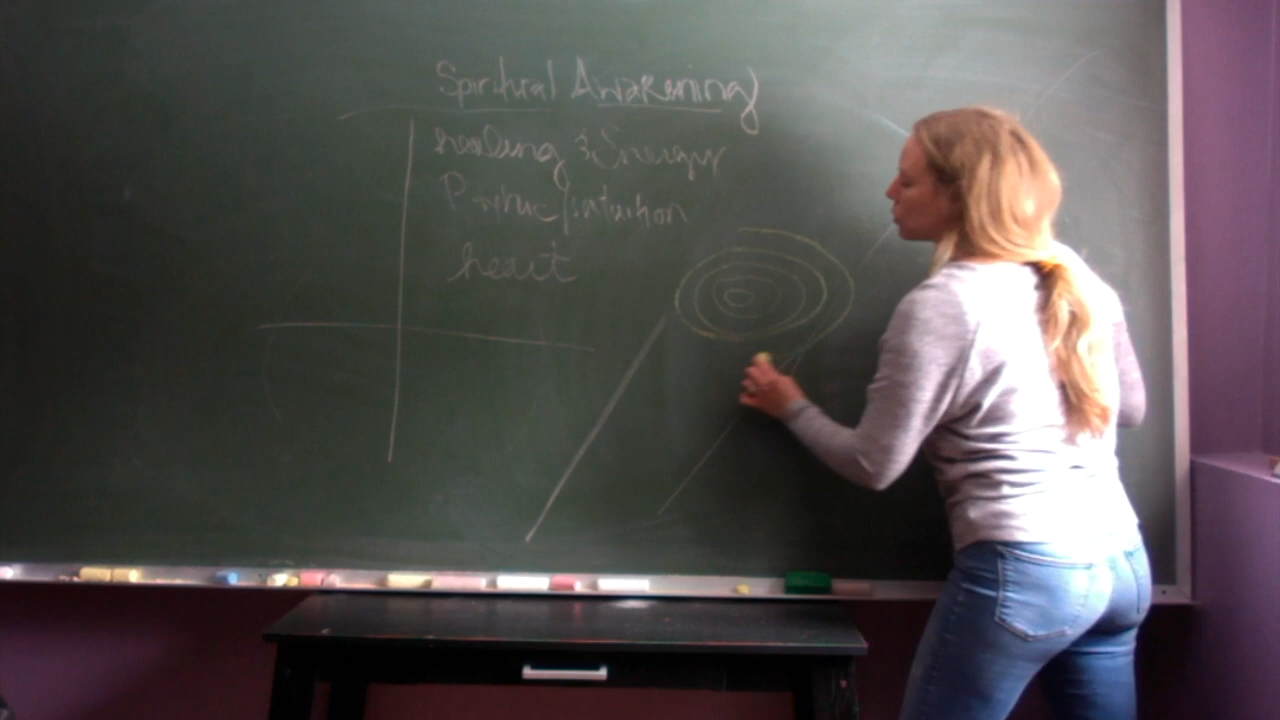 Spiritual Awakening
healing & Energy
Psychic/intuition
heart